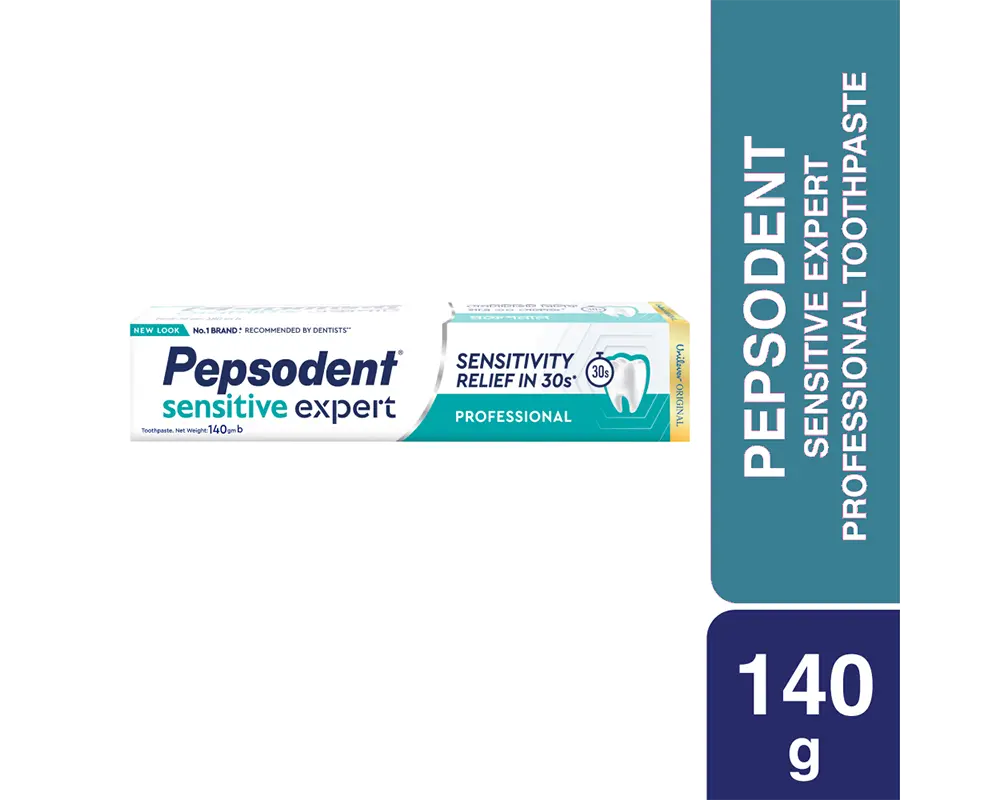 NEW LOOK No.1 BRAND.* RECOMMENDED BY DENTISTS**
Pepsodent®
sensitive expert
Toothpaste. Net Weight: 140gm b
SENSITIVITY
RELIEF IN 30s*
30s
PROFESSIONAL
Unilever ORIGINAL
PEPSODENT
SENSITIVE EXPERT
PROFESSIONAL TOOTHPASTE
140
g